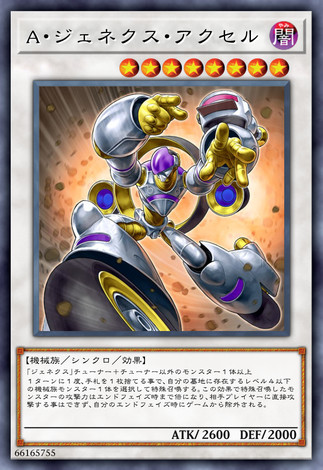 A・ジェネクス・アクセル
やみ
闇
【機械族／シンクロ／効果】
「ジェネクス」チューナー＋チューナー以外のモンスター１体以上
１ターンに１度、手札を１枚捨てる事で、自分の墓地に存在するレベル４以下
の機械族モンスター１体を選択して特殊召喚する。この効果で特殊召喚したモ
ンスターの攻撃力はエンドフェイズ時まで倍になり、相手プレイヤーに直接攻
撃する事はできず、自分のエンドフェイズ時にゲームから除外される。
ATK/ 2600 DEF/ 2000
66165755